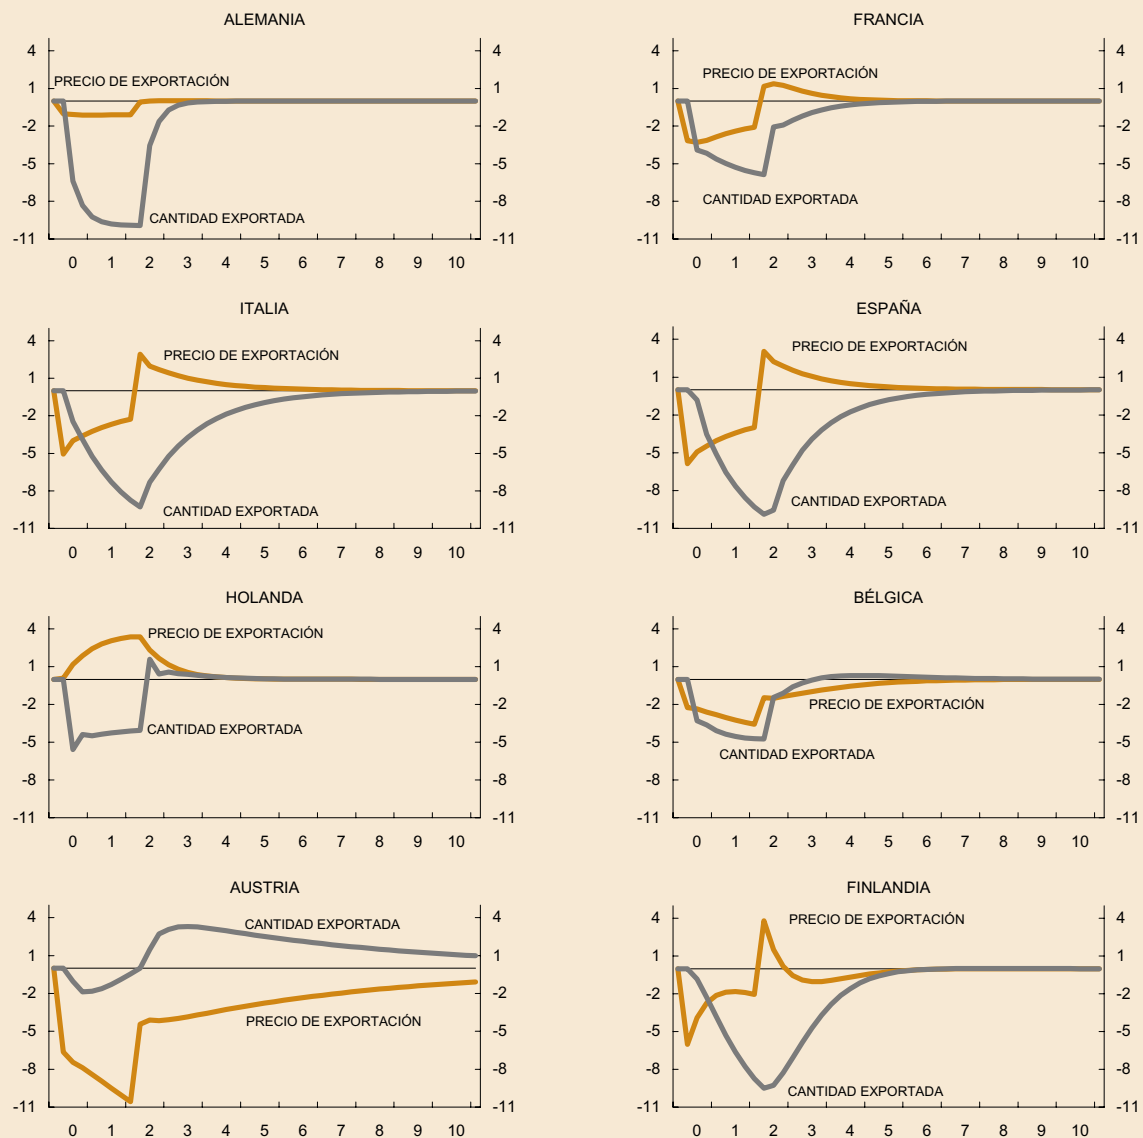 ALEMANIA
4 4
1 1
PRECIO DE EXPORTACIÓN
-2 -2
-5 -5
-8 -8
CANTIDAD EXPORTADA
-11 -11
0 1 2 3 4 5 6 7 8 9 10
FRANCIA
4 4
PRECIO DE EXPORTACIÓN
1 1
-2 -2
-5 -5
CANTIDAD EXPORTADA
-8 -8
-11 -11
0 1 2 3 4 5 6 7 8 9 10
ITALIA
4 4
PRECIO DE EXPORTACIÓN
1 1
-2 -2
-5 -5
-8 -8
CANTIDAD EXPORTADA
-11 -11
0 1 2 3 4 5 6 7 8 9 10
ESPAÑA
4 4
PRECIO DE EXPORTACIÓN
1 1
-2 -2
-5 -5
-8 -8
CANTIDAD EXPORTADA
-11 -11
0 1 2 3 4 5 6 7 8 9 10
HOLANDA
4 4
PRECIO DE EXPORTACIÓN
1 1
-2 -2
CANTIDAD EXPORTADA
-5 -5
-8 -8
-11 -11
0 1 2 3 4 5 6 7 8 9 10
BÉLGICA
4 4
1 1
-2 -2
PRECIO DE EXPORTACIÓN
-5 -5
CANTIDAD EXPORTADA
-8 -8
-11 -11
0 1 2 3 4 5 6 7 8 9 10
AUSTRIA
4 4
CANTIDAD EXPORTADA
1 1
-2 -2
PRECIO DE EXPORTACIÓN
-5 -5
-8 -8
-11 -11
0 1 2 3 4 5 6 7 8 9 10
FINLANDIA
4 4
PRECIO DE EXPORTACIÓN
1 1
-2 -2
-5 -5
-8 -8
CANTIDAD EXPORTADA
-11 -11
0 1 2 3 4 5 6 7 8 9 10